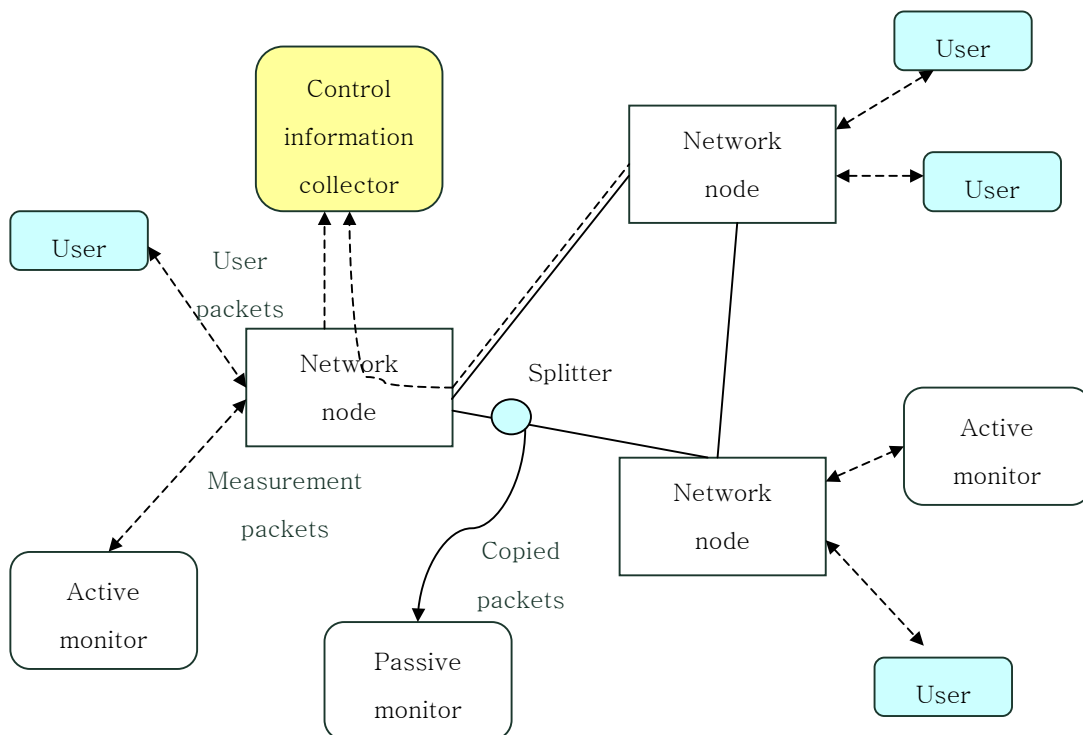 User
Control
information
collector
Network
node
User
User
User
packets
Network
node
Splitter
Active
monitor
Measurement
packets
Network
node
Copied
packets
Active
monitor
Passive
monitor
User